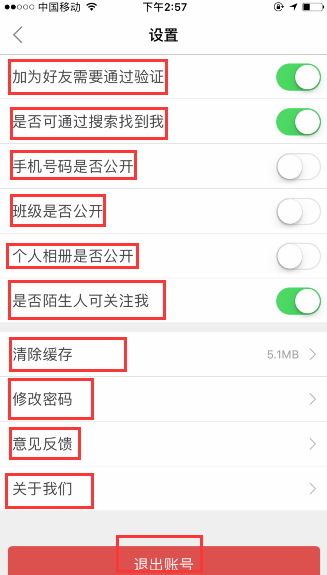 中国移动
下午2:57
设置
加为好友需要通过验证
是否可通过搜索找到我
手机号码是否公开
班级是否公开
个人相册是否公开
是否陌生人可关注我
清除缓存 5.1MB
修改密码
意见反馈
关于我们
退出账号